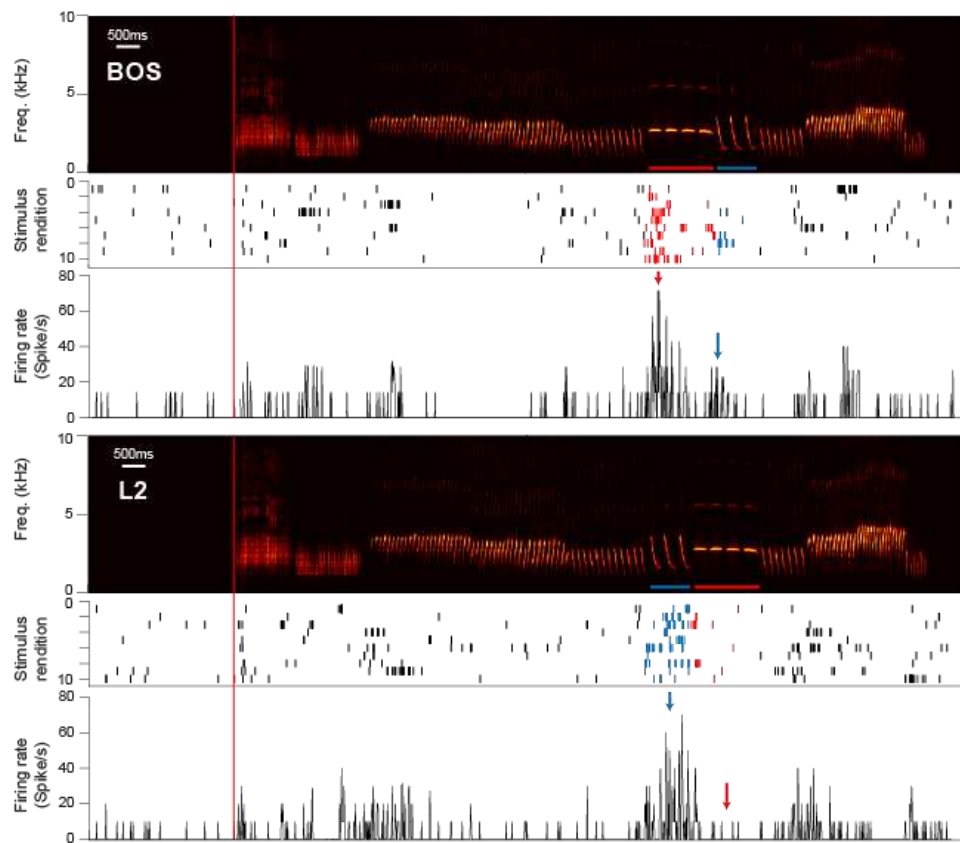 10
500ms
BOS
Freq. (kHz)
5
0
0
Stimulus
rendition
10
80
60
Firing rate
(Spike/s)
40
20
0
10
500ms
L2
Freq. (kHz)
5
0
0
Stimulus
rendition
10
80
60
Firing rate
(Spike/s)
40
20
0